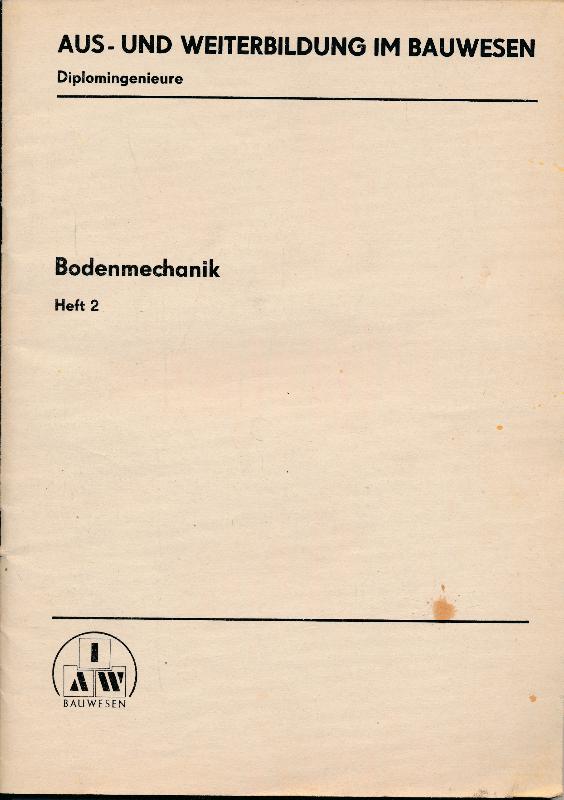 AUS- UND WEITERBILDUNG IM BAUWESEN
Diplomingenieure
Bodenmechanik
Heft 2
I
AW
BAUWESEN